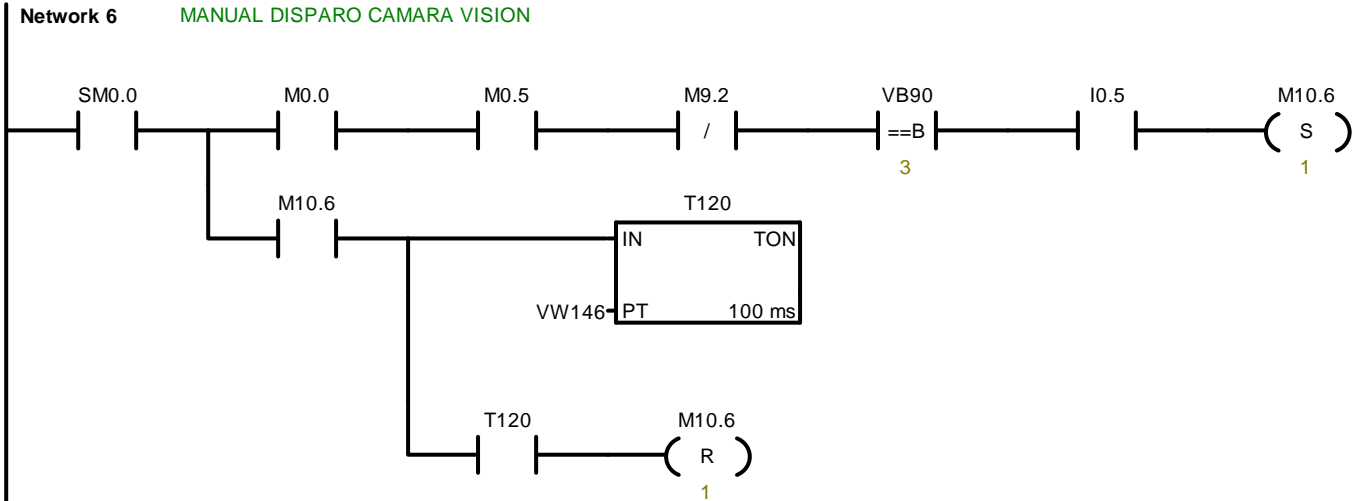 Network 6 MANUAL DISPARO CAMARA VISION
SM0.0 M0.0 M0.5 M9.2 VB90 I0.5 M10.6
/ ==B S
3 1
M10.6 T120
IN TON
VW146 PT 100 ms
T120 M10.6
R
1